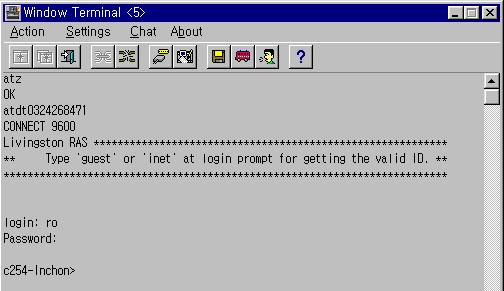 Window Terminal <5>
Action Settings Chat About
atz
OK
atdt0324268471
CONNECT 9600
Livingston RAS *************************************************************
** Type 'guest' or 'inet' at login prompt for getting the valid ID. **
****************************************************************************
login: ro
Password:
c254-Inchon>